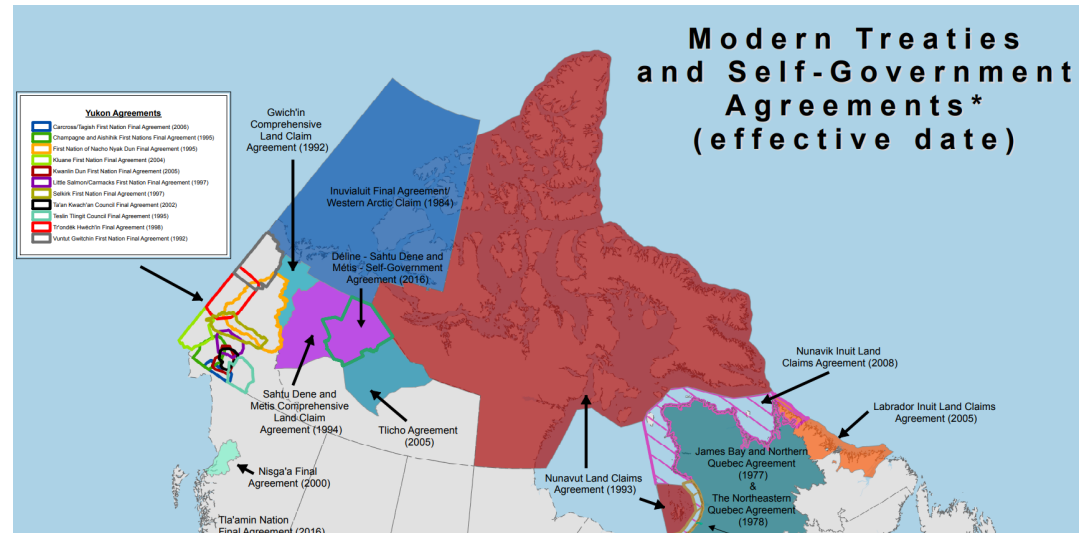 Modern Treaties
and Self-Government
Agreements*
(effective date)
Yukon Agreements
Carcross/Tagish First Nation Final Agreement (2006)
Champagne and Aishihik First Nations Final Agreement (1995)
First Nation of Nacho Nyak Dun Final Agreement (1995)
Kluane First Nation Final Agreement (2004)
Kwanlin Dun First Nation Final Agreement (2005)
Little Salmon/Carmacks First Nation Final Agreement (1997)
Selkirk First Nation Final Agreement (1997)
Ta'an Kwach'an Council Final Agreement (2002)
Teslin Tlingit Council Final Agreement (1995)
Tr'ondëk Hwëch'in Final Agreement (1998)
Vuntut Gwitchin First Nation Final Agreement (1992)
Gwich'in
Comprehensive
Land Claim
Agreement (1992)
Inuvialuit Final Agreement/
Western Arctic Claim (1984)
Déline - Sahtu Dene and
Métis - Self-Government
Agreement (2016)
Sahtu Dene and
Metis Comprehensive
Land Claim
Agreement (1994)
Tlicho Agreement
(2005)
Nunavik Inuit Land
Claims Agreement (2008)
Labrador Inuit Land Claims
Agreement (2005)
James Bay and Northern
Quebec Agreement
(1977)
&
The Northeastern
Quebec Agreement
(1978)
Nunavut Land Claims
Agreement (1993)
Nisga'a Final
Agreement (2000)
Tla'amin Nation
Final Agreement (2016)